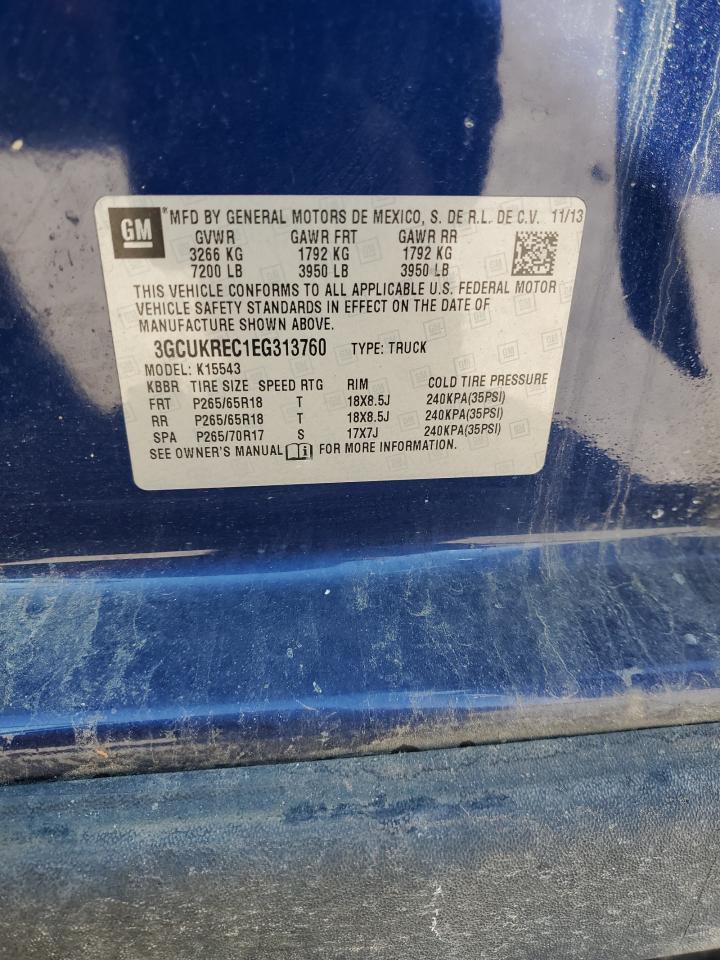 GM ®MFD BY GENERAL MOTORS DE MEXICO, S. DE R.L. DE C.V. 11/13
GVWR GAWR FRT GAWR RR
3266 KG 1792 KG 1792 KG
7200 LB 3950 LB 3950 LB
THIS VEHICLE CONFORMS TO ALL APPLICABLE U.S. FEDERAL MOTOR
VEHICLE SAFETY STANDARDS IN EFFECT ON THE DATE OF
MANUFACTURE SHOWN ABOVE.
3GCUKREC1EG313760 TYPE: TRUCK
MODEL: K15543
KBBR TIRE SIZE SPEED RTG RIM COLD TIRE PRESSURE
FRT P265/65R18 T 18X8.5J 240KPA(35PSI)
RR P265/65R18 T 18X8.5J 240KPA(35PSI)
SPA P265/70R17 S 17X7J 240KPA(35PSI)
SEE OWNER'S MANUAL i FOR MORE INFORMATION.